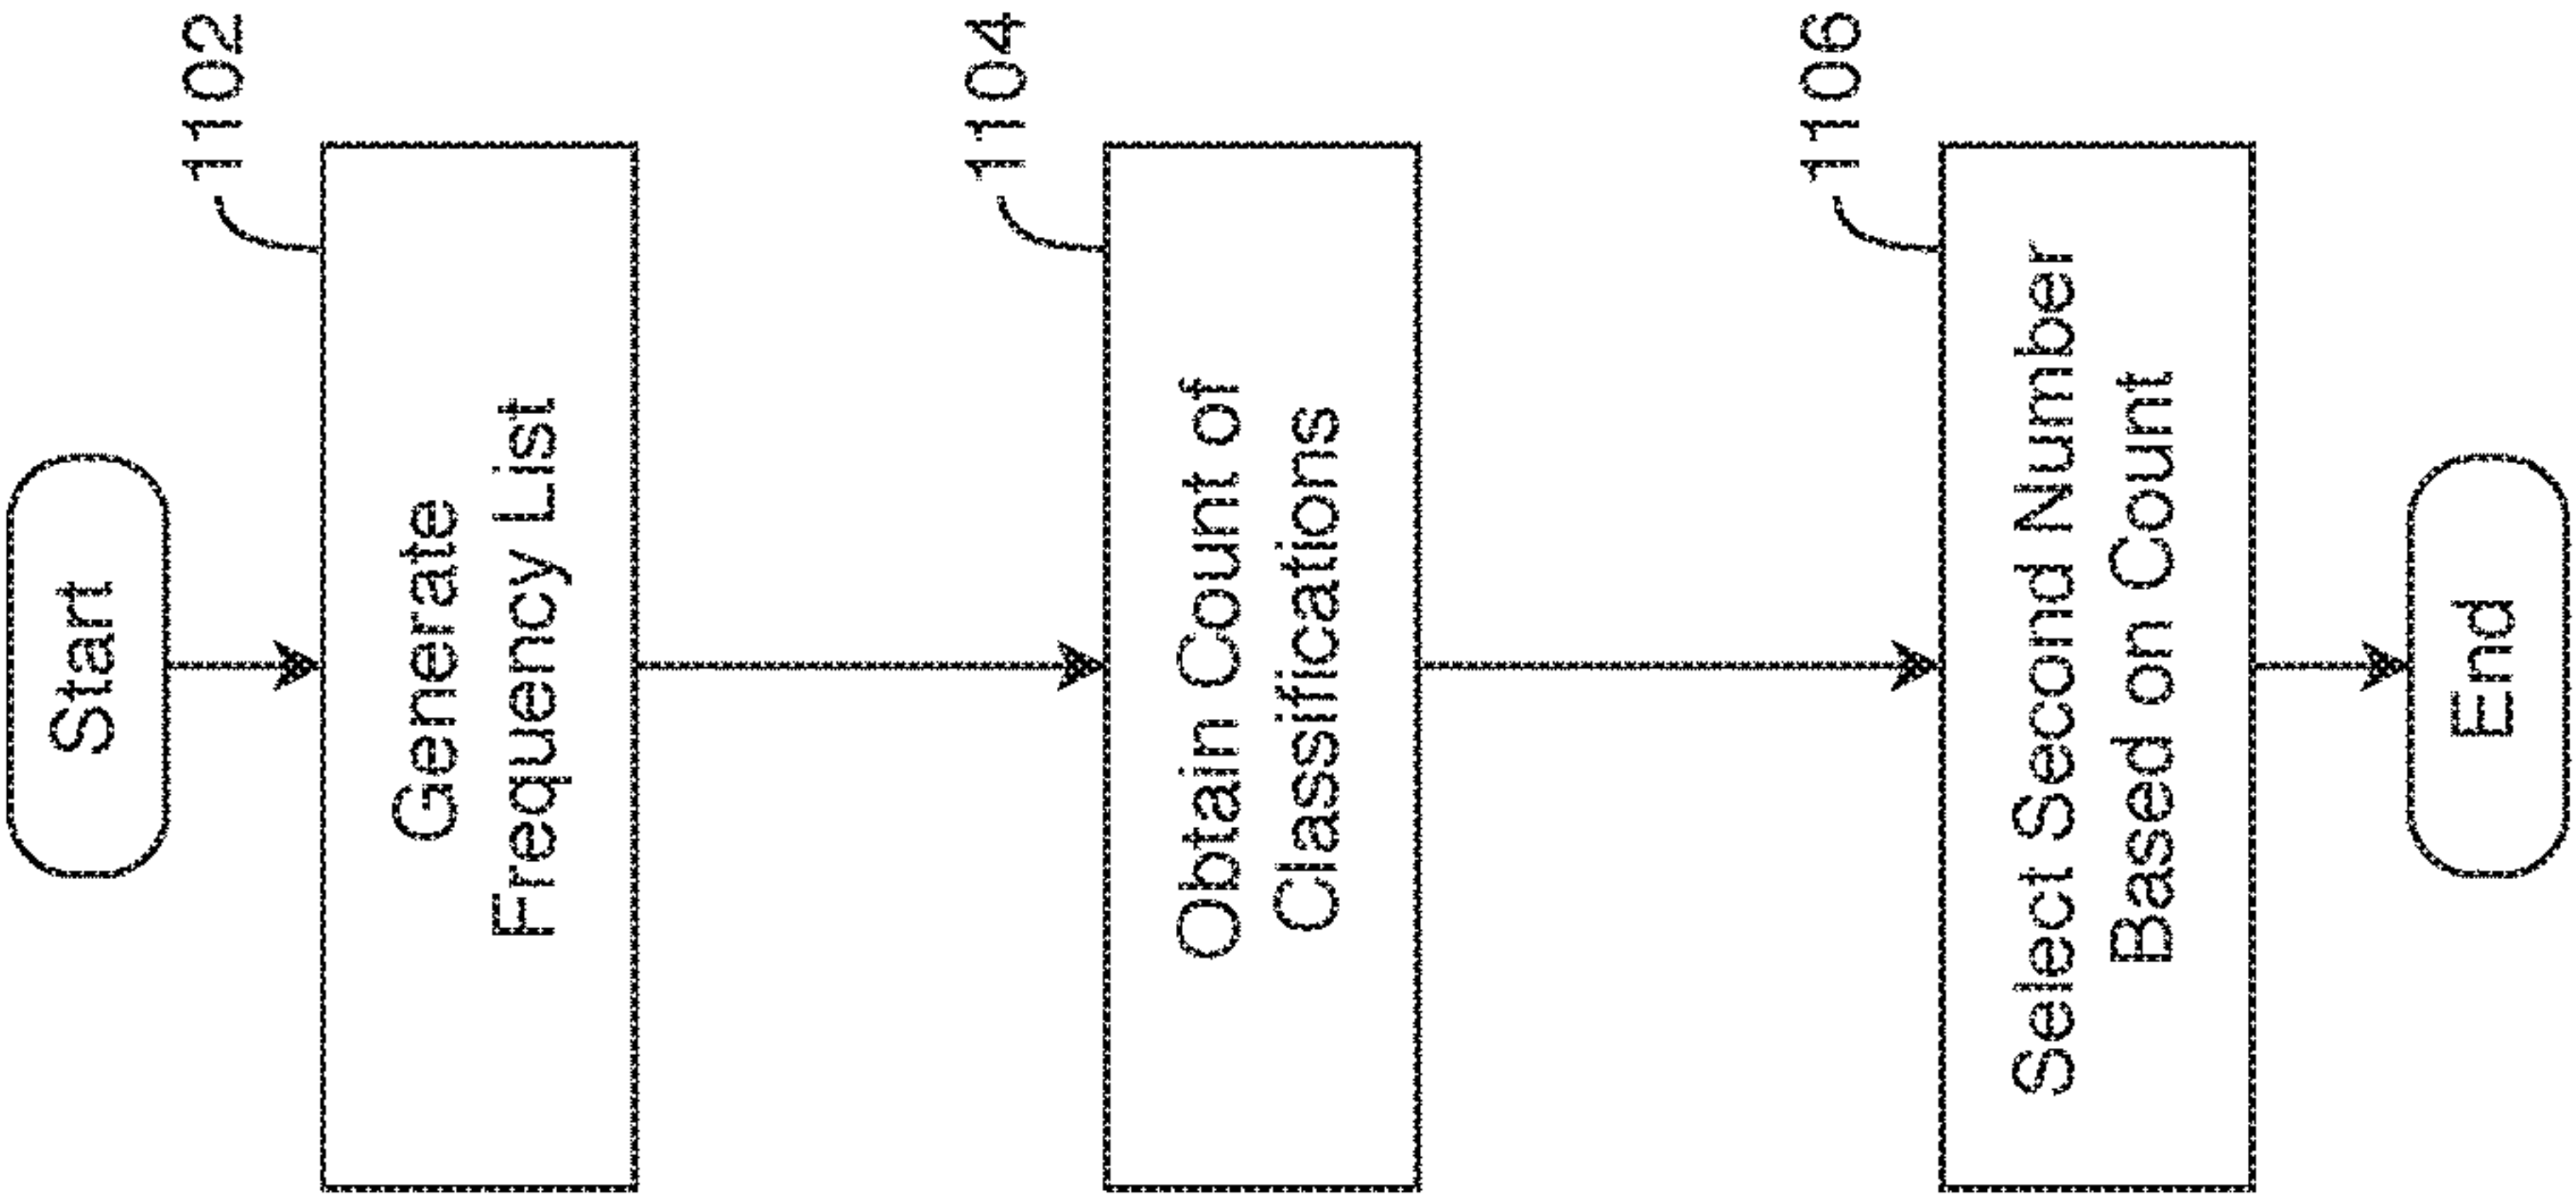 Start
1102
Generate
Frequency List
1104
Obtain Count of
Classifications
1106
Select Second Number
Based on Count
End